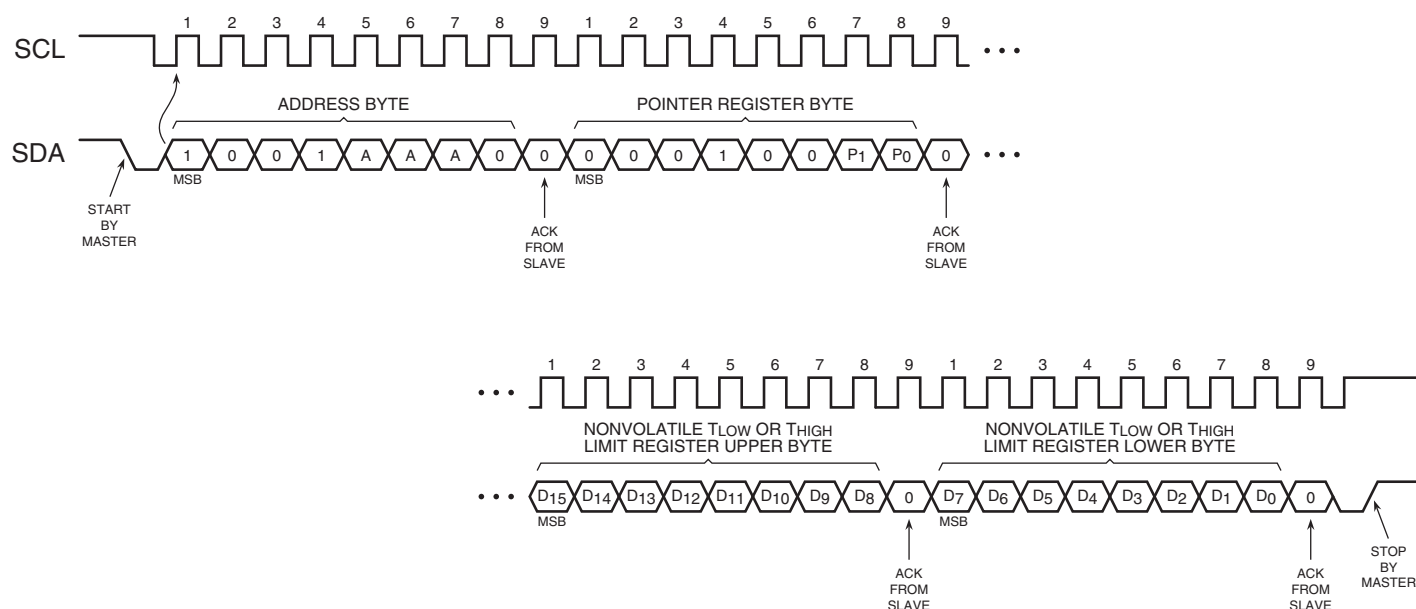 1 2 3 4 5 6 7 8 9 1 2 3 4 5 6 7 8 9
SCL
• • •
ADDRESS BYTE POINTER REGISTER BYTE
SDA
1 0 0 1 A A A 0 0 0 0 0 1 0 0 P1 P0 0
• • •
MSB MSB
START
BY
MASTER
ACK
FROM
SLAVE
ACK
FROM
SLAVE
1 2 3 4 5 6 7 8 9 1 2 3 4 5 6 7 8 9
• • •
NONVOLATILE TLOW OR THIGH
LIMIT REGISTER UPPER BYTE
NONVOLATILE TLOW OR THIGH
LIMIT REGISTER LOWER BYTE
• • •
D15 D14 D13 D12 D11 D10 D9 D8 0 D7 D6 D5 D4 D3 D2 D1 D0 0
MSB MSB
ACK
FROM
SLAVE
ACK
FROM
SLAVE
STOP
BY
MASTER